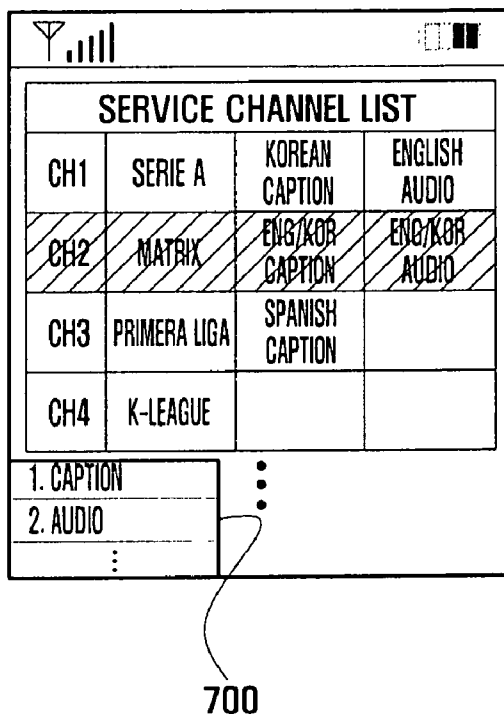 SERVICE CHANNEL LIST
CH1 SERIE A KOREAN CAPTION ENGLISH AUDIO
CH2 MATRIX ENG/KOR CAPTION ENG/KOR AUDIO
CH3 PRIMERA LIGA SPANISH CAPTION
CH4 K-LEAGUE
1. CAPTION
2. AUDIO
700